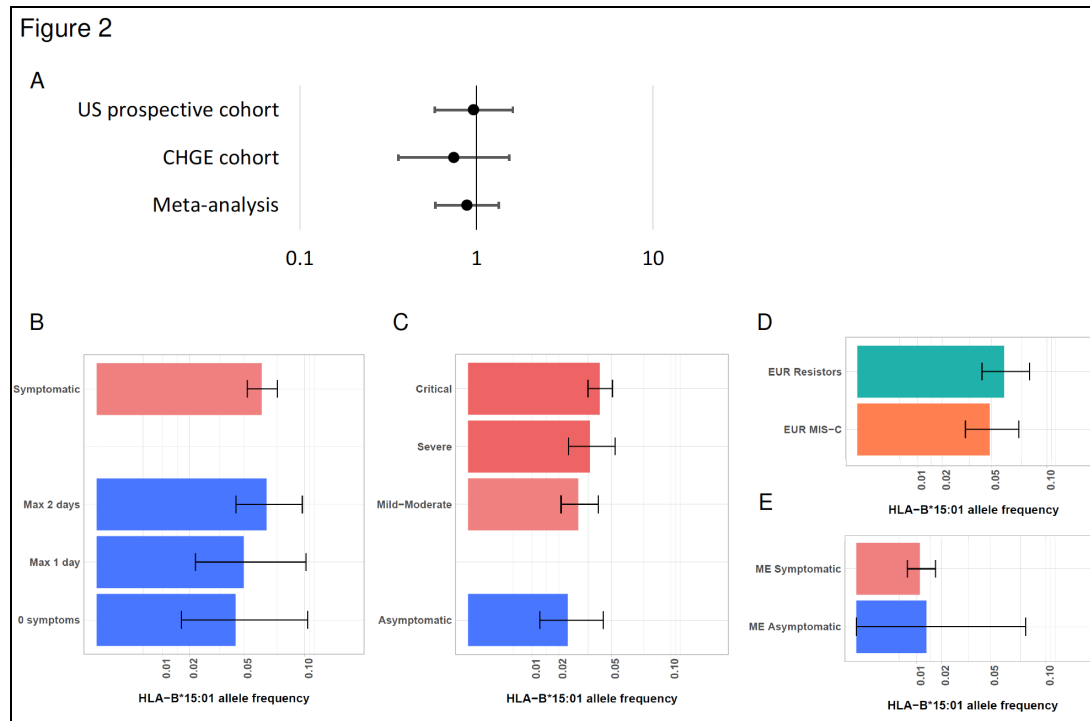 Figure 2
A
US prospective cohort
CHGE cohort
Meta-analysis
0.1 1 10
B
Symptomatic
Max 2 days
Max 1 day
0 symptoms
0.01 0.02 0.05 0.10
HLA−B*15:01 allele frequency
C
Critical
Severe
Mild−Moderate
Asymptomatic
0.01 0.02 0.05 0.10
HLA−B*15:01 allele frequency
D
EUR Resistors
EUR MIS−C
0.01 0.02 0.05 0.10
HLA−B*15:01 allele frequency
E
ME Symptomatic
ME Asymptomatic
0.01 0.02 0.05 0.10
HLA−B*15:01 allele frequency